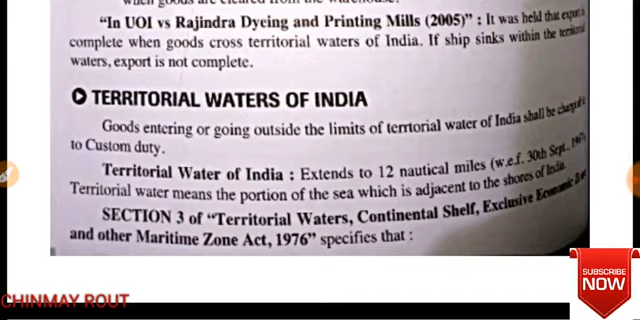 when goods are cleared from the warehouse.
"In UOI vs Rajindra Dyeing and Printing Mills (2005)" : It was held that export is
complete when goods cross territorial waters of India. If ship sinks within the territorial
waters, export is not complete.
TERRITORIAL WATERS OF INDIA
Goods entering or going outside the limits of terrtorial water of India shall be chargeable
to Custom duty.
Territorial Water of India : Extends to 12 nautical miles (w.e.f. 30th Sept., 1967)
Territorial water means the portion of the sea which is adjacent to the shores of India.
SECTION 3 of "Territorial Waters, Continental Shelf, Exclusive Economic Zone
and other Maritime Zone Act, 1976" specifies that :
SUBSCRIBE
NOW
CHINMAY ROUT